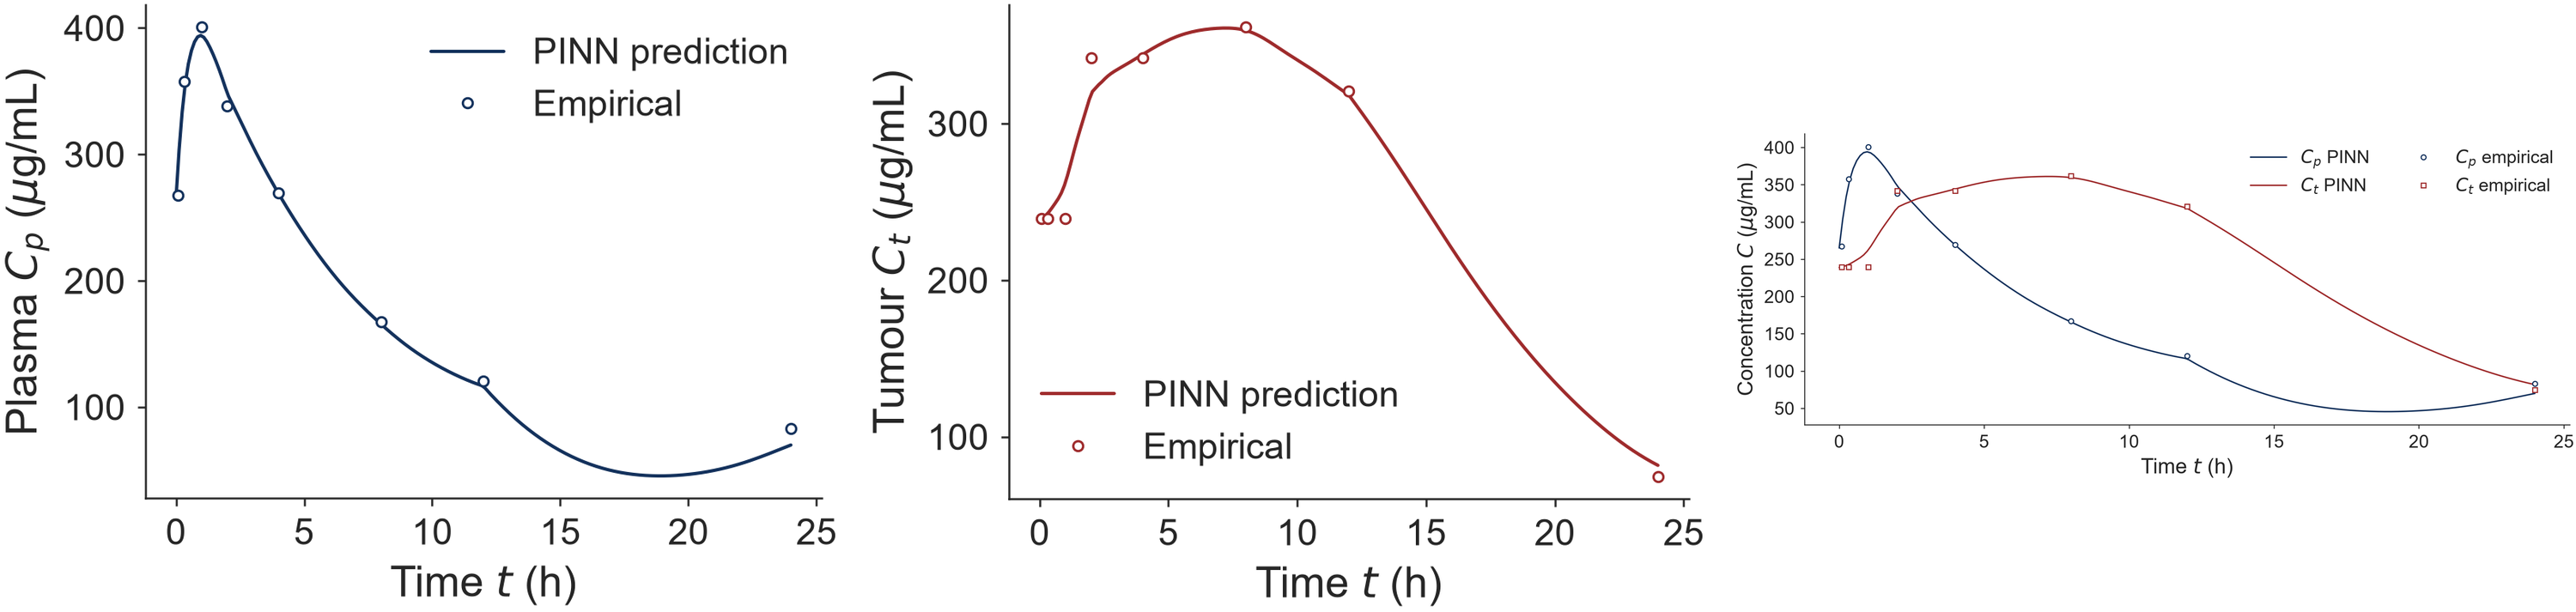 Plasma C_p (μg/mL)
400
300
200
100
PINN prediction
Empirical
0 5 10 15 20 25
Time t (h)
Tumour C_t (μg/mL)
300
200
100
PINN prediction
Empirical
0 5 10 15 20 25
Time t (h)
Concentration C (μg/mL)
400
350
300
250
200
150
100
50
C_p PINN C_p empirical
C_t PINN C_t empirical
0 5 10 15 20 25
Time t (h)